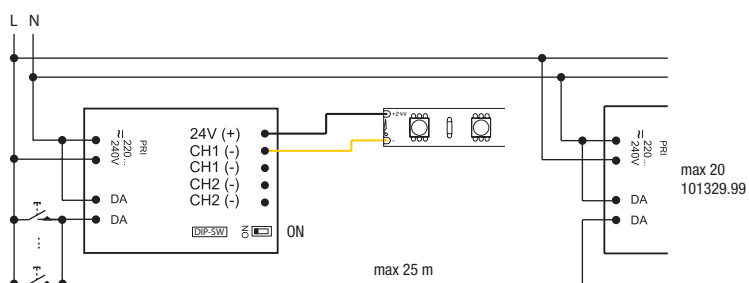 L N
24V (+)
CH1 (-)
CH1 (-)
CH2 (-)
CH2 (-)
≂ 220...
240V
PRI
DA
DA
DIP-SW
ON
ON
+24V
-
...
max 25 m
≂ 220...
240V
PRI
DA
DA
max 20
101329.99